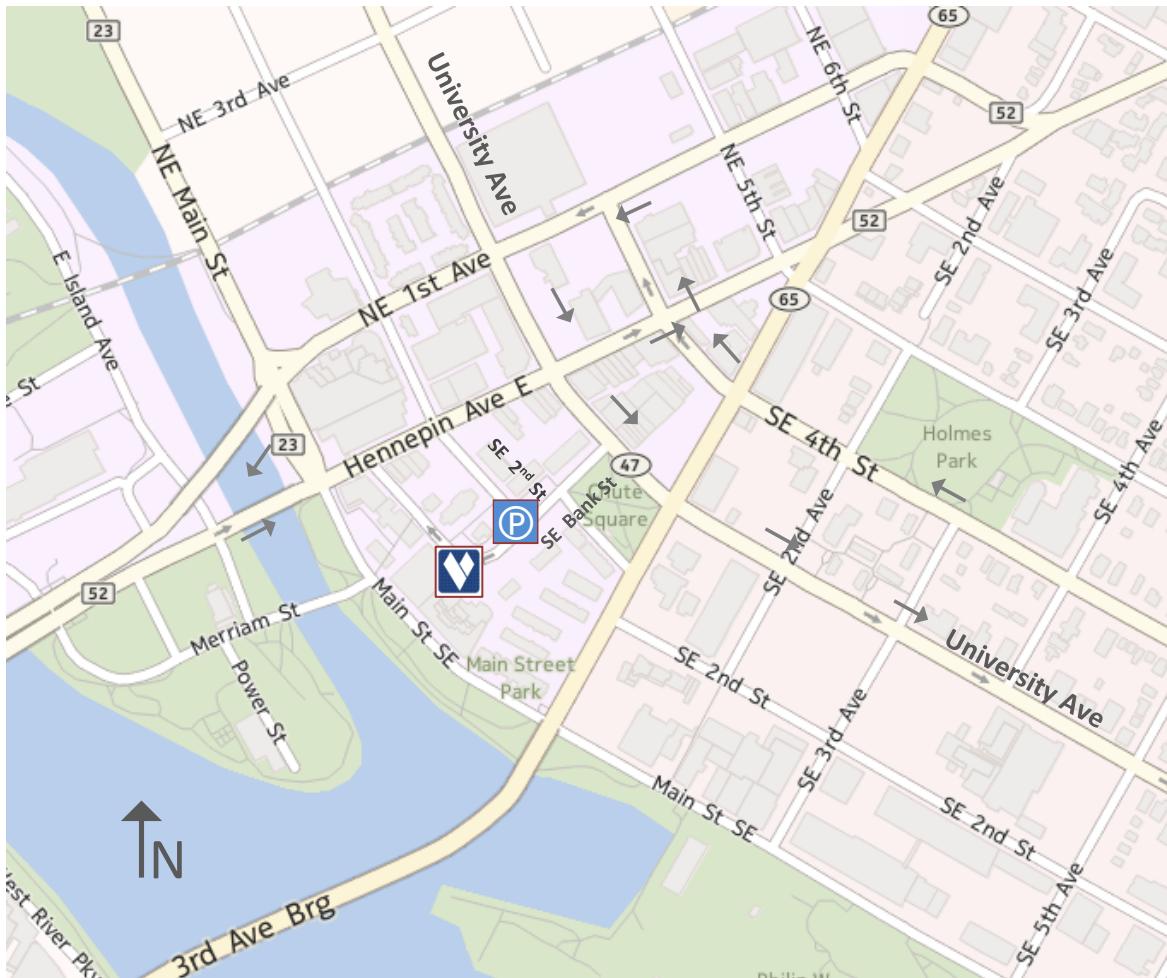 23
65
University Ave
NE 6th St
NE 3rd Ave
52
NE Main St
NE 5th St
SE 2nd Ave
52
E Island Ave
NE 1st Ave
SE 3rd Ave
65
St
Hennepin Ave E
SE 4th St
Holmes
Park
23
47
SE 2nd St
SE 4th Ave
P
Chute
Square
SE Bank St
SE 2nd Ave
52
Merriam St
Main St SE
University Ave
Main Street
Park
SE 2nd St
Power St
SE 3rd Ave
Main St SE
SE 2nd St
N
3rd Ave Brg
SE 5th Ave
West River Pkwy
Philip W